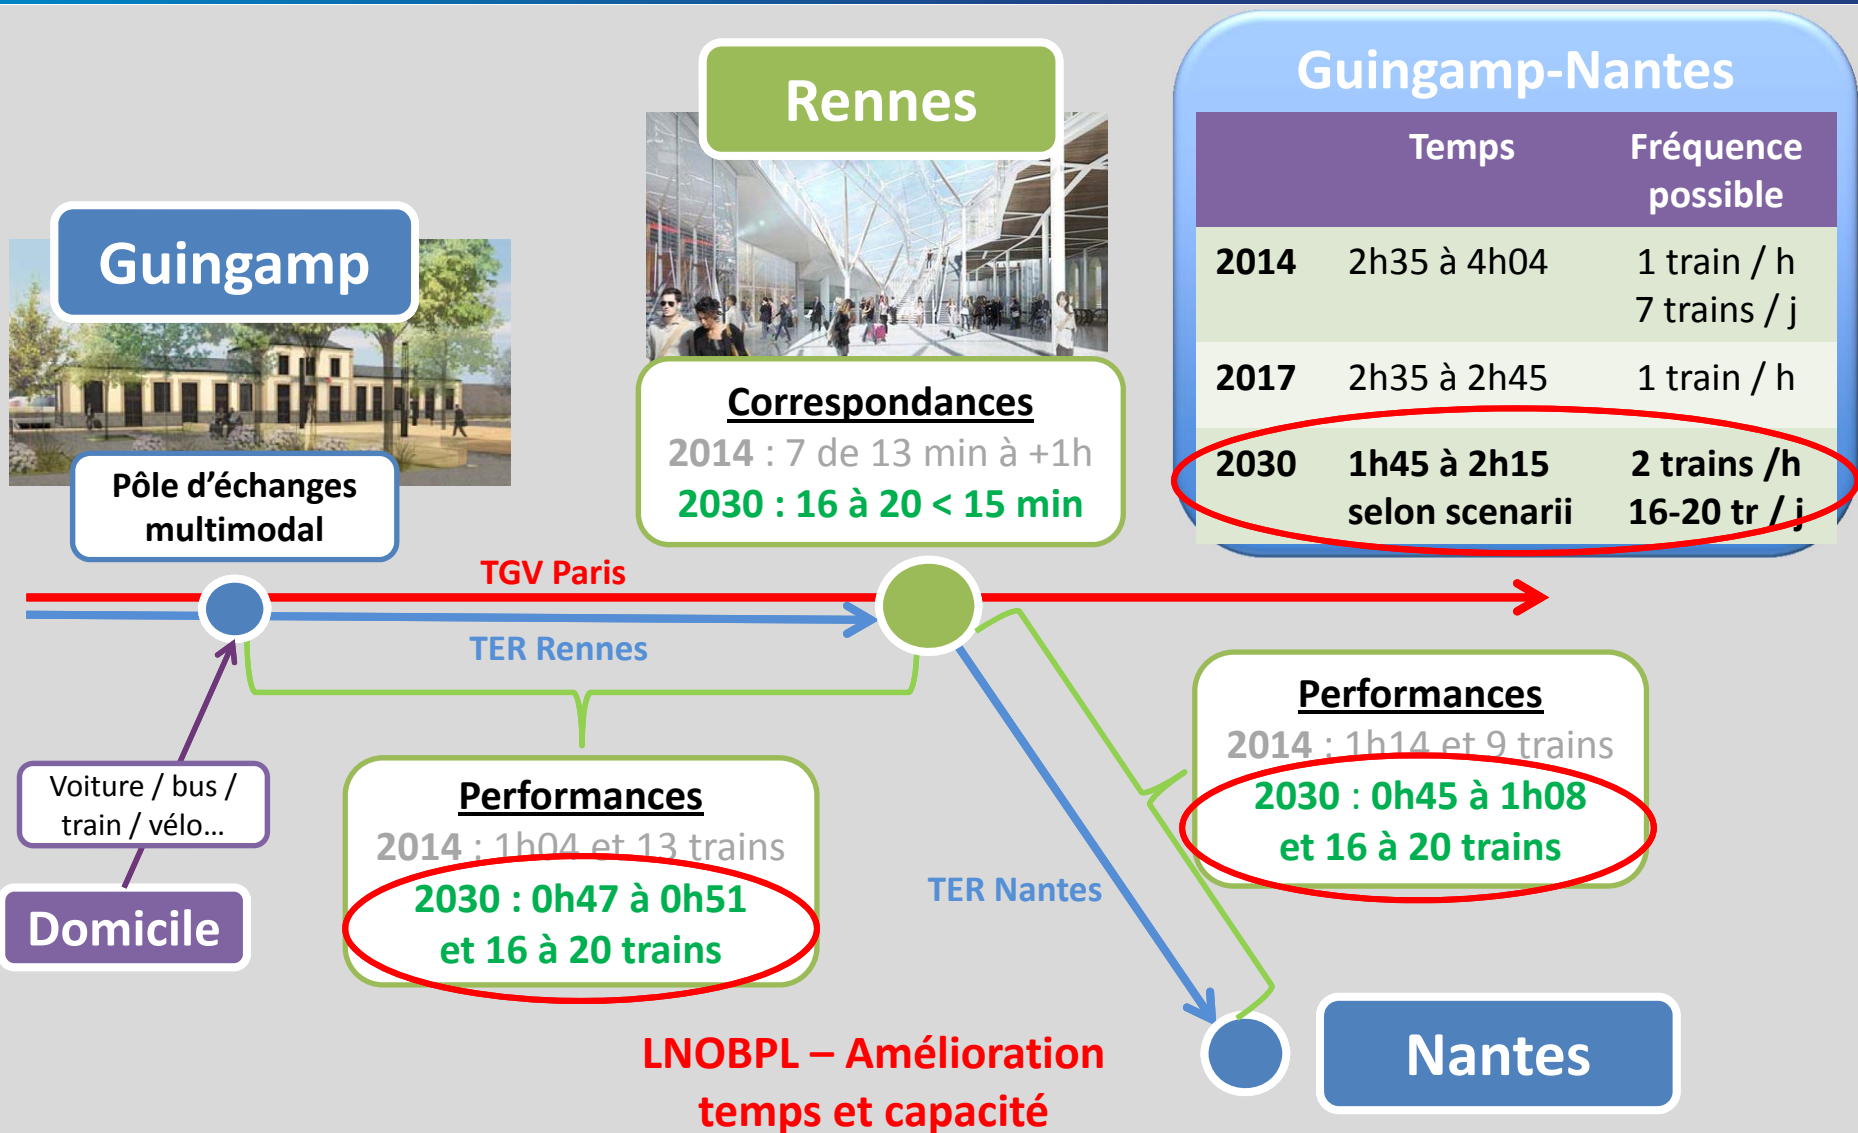 Guingamp-Nantes
Temps
Fréquence
possible
2014
2h35 à 4h04
1 train / h
7 trains / j
2017
2h35 à 2h45
1 train / h
2030
1h45 à 2h15
selon scenarii
2 trains /h
16-20 tr / j
Rennes
Correspondances
2014 : 7 de 13 min à +1h
2030 : 16 à 20 < 15 min
Guingamp
Pôle d’échanges
multimodal
TGV Paris
TER Rennes
Voiture / bus /
train / vélo...
Domicile
Performances
2014 : 1h04 et 13 trains
2030 : 0h47 à 0h51
et 16 à 20 trains
TER Nantes
Performances
2014 : 1h14 et 9 trains
2030 : 0h45 à 1h08
et 16 à 20 trains
LNOBPL – Amélioration
temps et capacité
Nantes